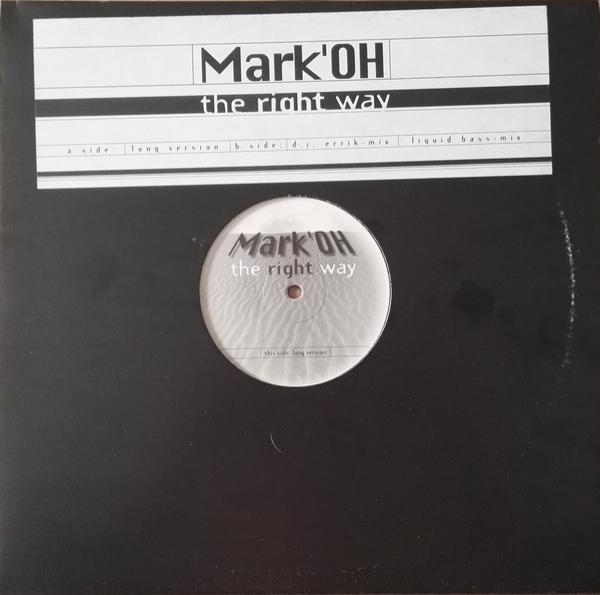 Mark'OH
the right way
a side: long version b side: d.j. errik-mix liquid bass-mix
Mark'OH
the right way
this side: long version